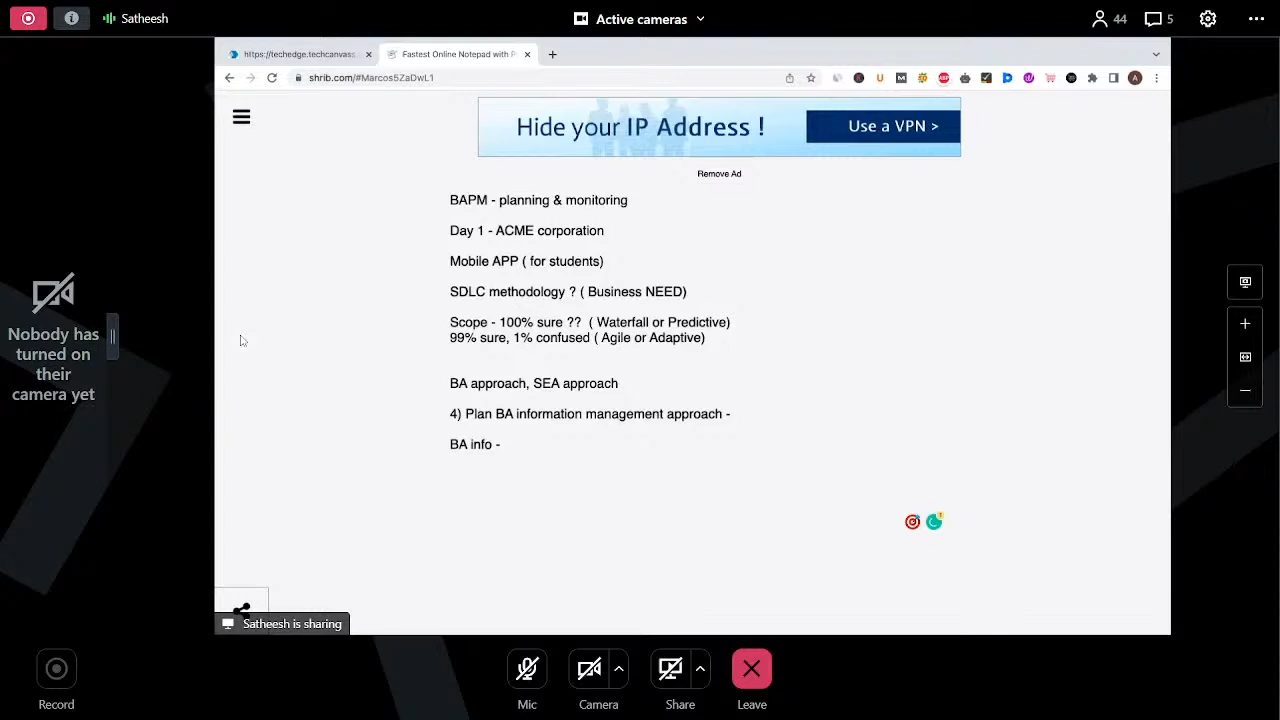 Satheesh
Active cameras
44
5
https://techedge.techcanvass
Fastest Online Notepad with P
shrib.com/#Marcos5ZaDwL1
Hide your IP Address !
Use a VPN >
Remove Ad
BAPM - planning & monitoring
Day 1 - ACME corporation
Mobile APP ( for students)
SDLC methodology ? ( Business NEED)
Scope - 100% sure ??  ( Waterfall or Predictive)
99% sure, 1% confused ( Agile or Adaptive)
BA approach, SEA approach
4) Plan BA information management approach -
BA info -
Nobody has
turned on
their
camera yet
Satheesh is sharing
Record
Mic
Camera
Share
Leave